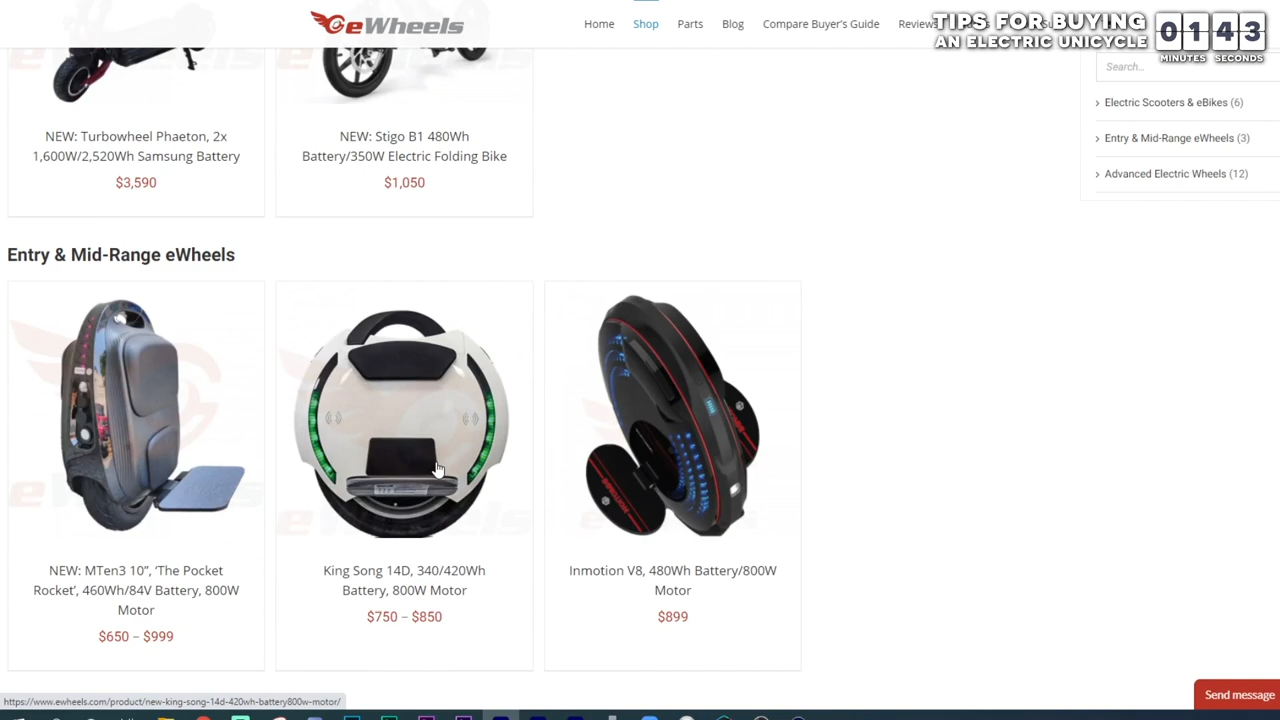 eWheels
Home Shop Parts Blog Compare Buyer's Guide Reviews
TIPS FOR BUYING
AN ELECTRIC UNICYCLE
01 43
MINUTES SECONDS
Search...
> Electric Scooters & eBikes (6)
> Entry & Mid-Range eWheels (3)
> Advanced Electric Wheels (12)
NEW: Turbowheel Phaeton, 2x
1,600W/2,520Wh Samsung Battery
$3,590
NEW: Stigo B1 480Wh
Battery/350W Electric Folding Bike
$1,050
Entry & Mid-Range eWheels
NEW: MTen3 10”, ‘The Pocket
Rocket’, 460Wh/84V Battery, 800W
Motor
$650 – $999
King Song 14D, 340/420Wh
Battery, 800W Motor
$750 – $850
Inmotion V8, 480Wh Battery/800W
Motor
$899
Send message
https://www.ewheels.com/product/new-king-song-14d-420wh-battery800w-motor/